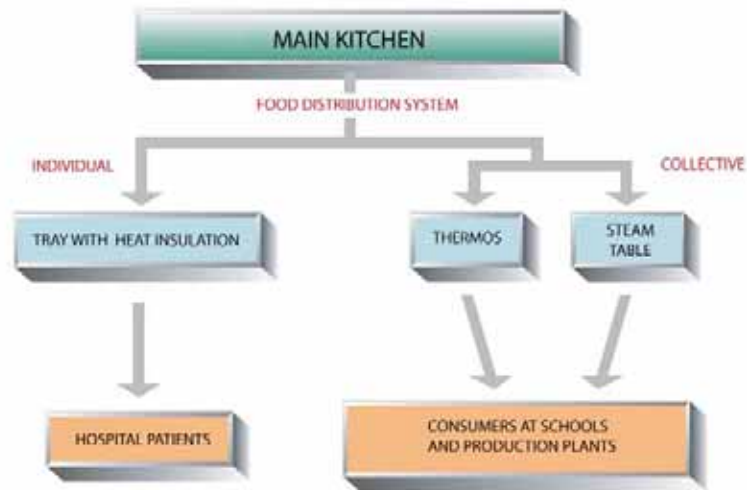 MAIN KITCHEN
FOOD DISTRIBUTION SYSTEM
INDIVIDUAL
COLLECTIVE
TRAY WITH HEAT INSULATION
THERMOS
STEAM
TABLE
HOSPITAL PATIENTS
CONSUMERS AT SCHOOLS
AND PRODUCTION PLANTS